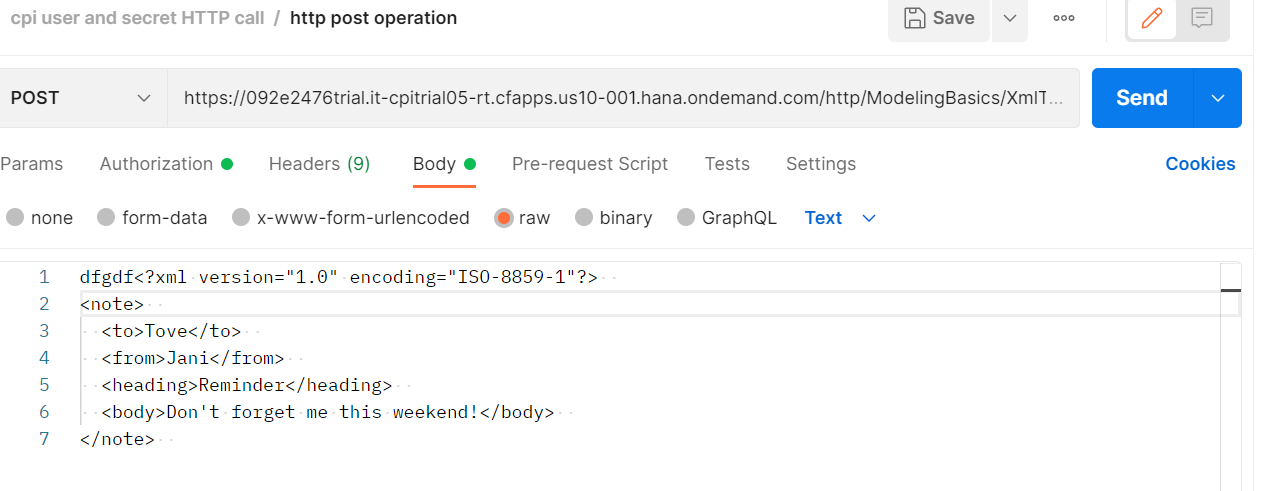 cpi user and secret HTTP call / http post operation
Save
POST
https://092e2476trial.it-cpitrial05-rt.cfapps.us10-001.hana.ondemand.com/http/ModelingBasics/XmlT...
Send
Params Authorization Headers (9) Body Pre-request Script Tests Settings Cookies
none form-data x-www-form-urlencoded raw binary GraphQL Text
1 dfgdf<?xml version="1.0" encoding="ISO-8859-1"?>
2 <note>
3 <to>Tove</to>
4 <from>Jani</from>
5 <heading>Reminder</heading>
6 <body>Don't forget me this weekend!</body>
7 </note>